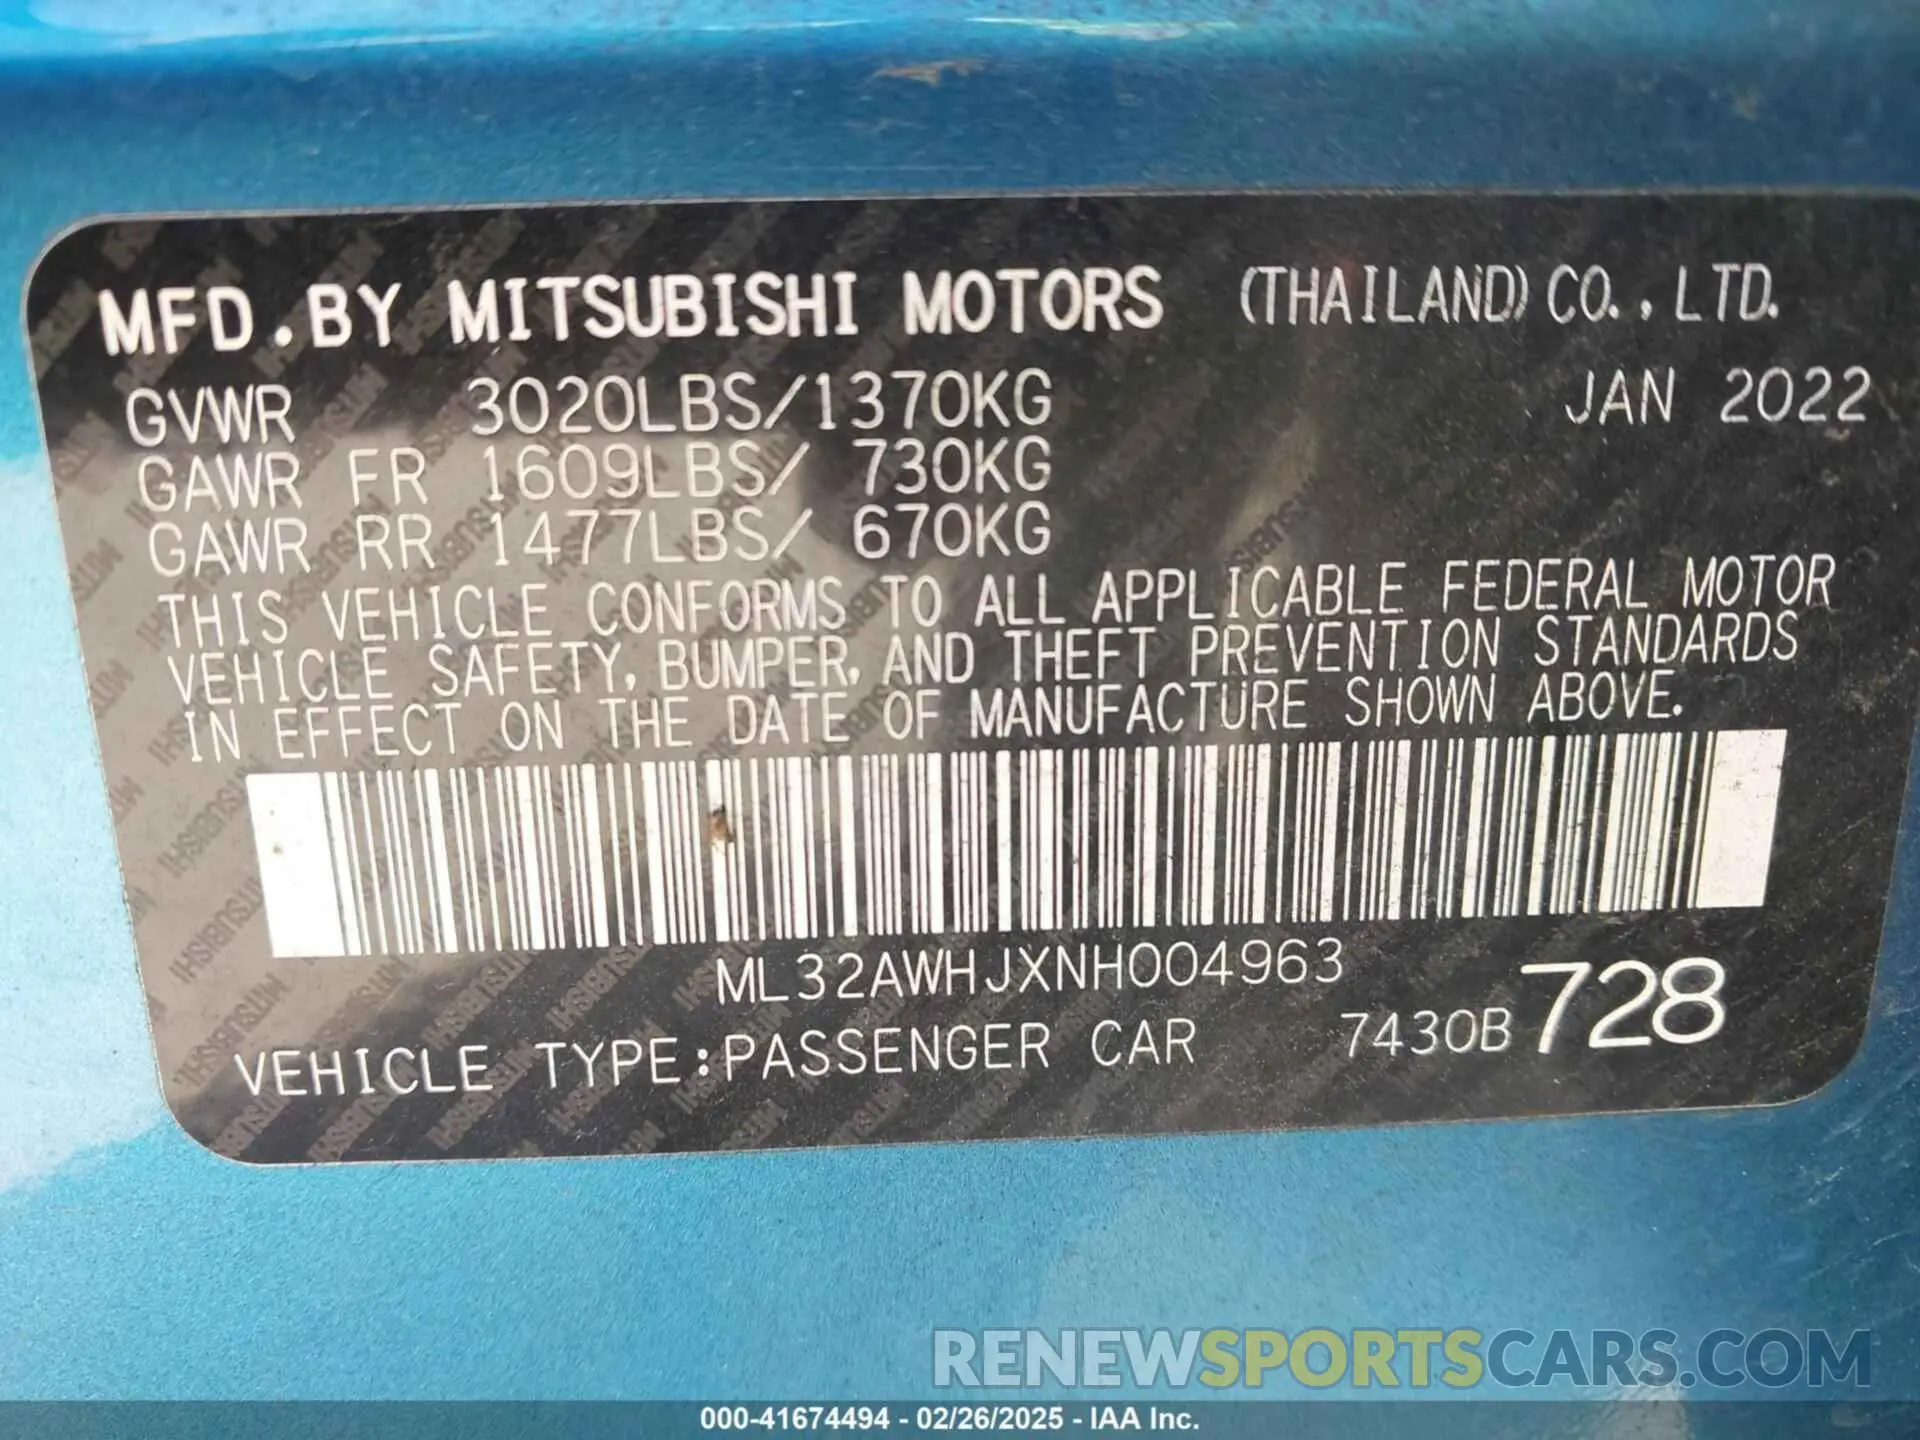 MFD.BY MITSUBISHI MOTORS (THAILAND) CO.,LTD.
GVWR 3020LBS/1370KG JAN 2022
GAWR FR 1609LBS/ 730KG
GAWR RR 1477LBS/ 670KG
THIS VEHICLE CONFORMS TO ALL APPLICABLE FEDERAL MOTOR
VEHICLE SAFETY, BUMPER, AND THEFT PREVENTION STANDARDS
IN EFFECT ON THE DATE OF MANUFACTURE SHOWN ABOVE.
ML32AWHJXNH004963
VEHICLE TYPE:PASSENGER CAR 7430B 728
RENEWSPORTSCARS.COM
000-41674494 - 02/26/2025 - IAA Inc.